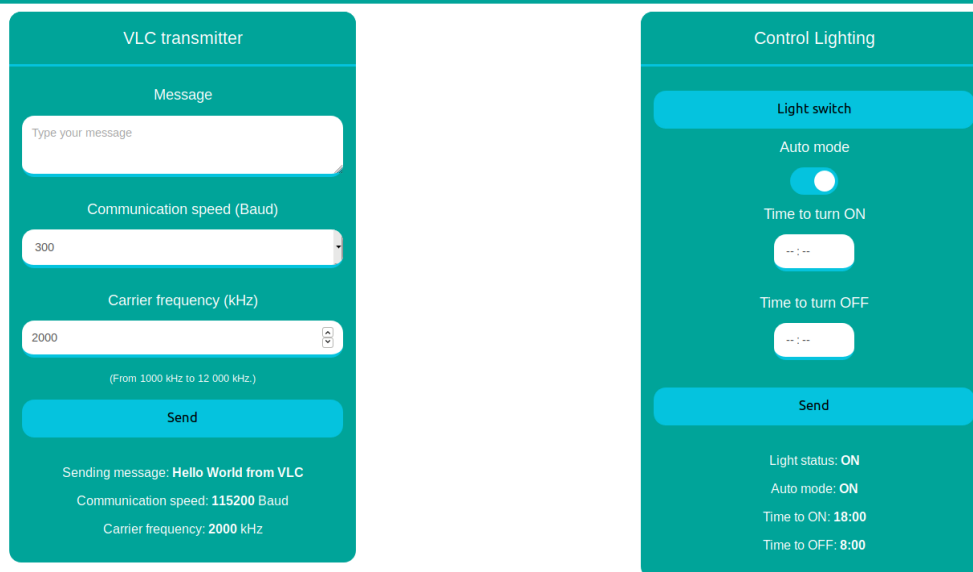 VLC transmitter
Message
Type your message
Communication speed (Baud)
300
Carrier frequency (kHz)
2000
(From 1000 kHz to 12 000 kHz.)
Send
Sending message: Hello World from VLC
Communication speed: 115200 Baud
Carrier frequency: 2000 kHz
Control Lighting
Light switch
Auto mode
Time to turn ON
-- : --
Time to turn OFF
-- : --
Send
Light status: ON
Auto mode: ON
Time to ON: 18:00
Time to OFF: 8:00